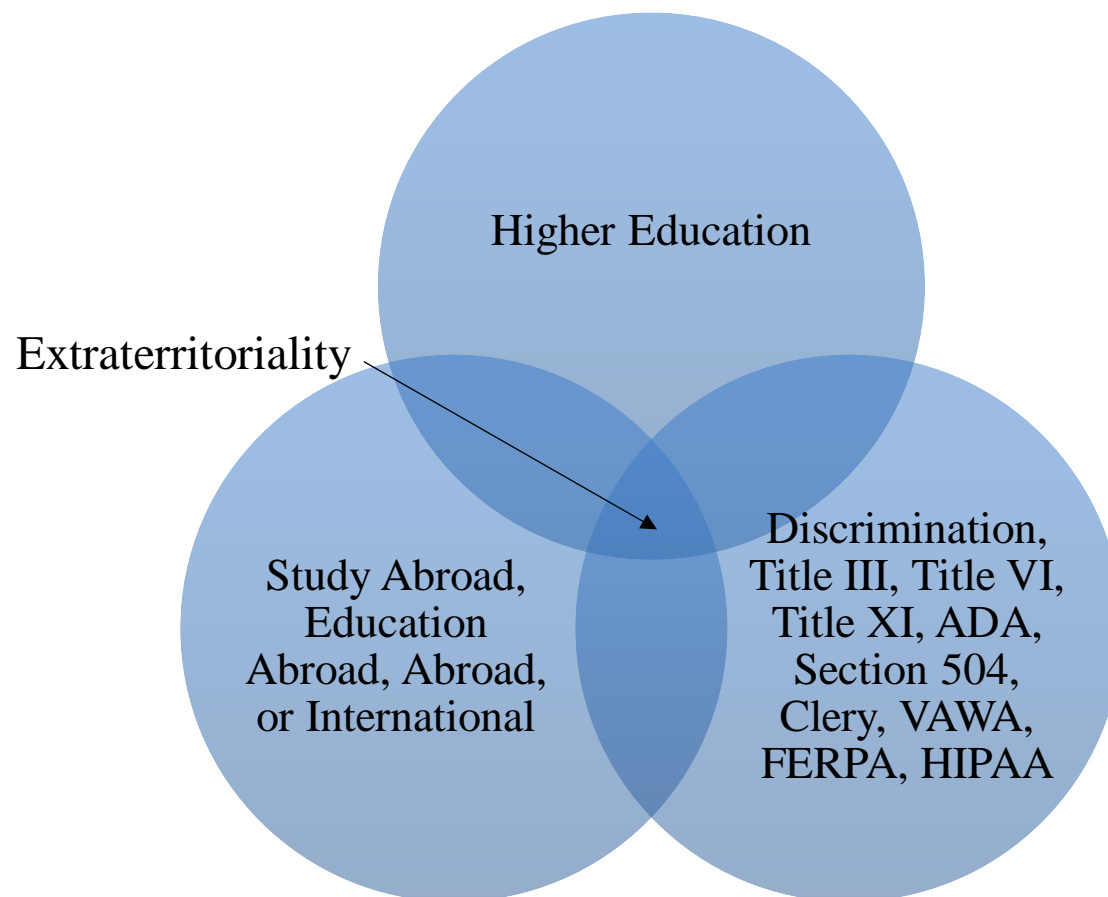 Higher Education
Extraterritoriality
Study Abroad,
Education
Abroad, Abroad,
or International
Discrimination,
Title III, Title VI,
Title XI, ADA,
Section 504,
Clery, VAWA,
FERPA, HIPAA